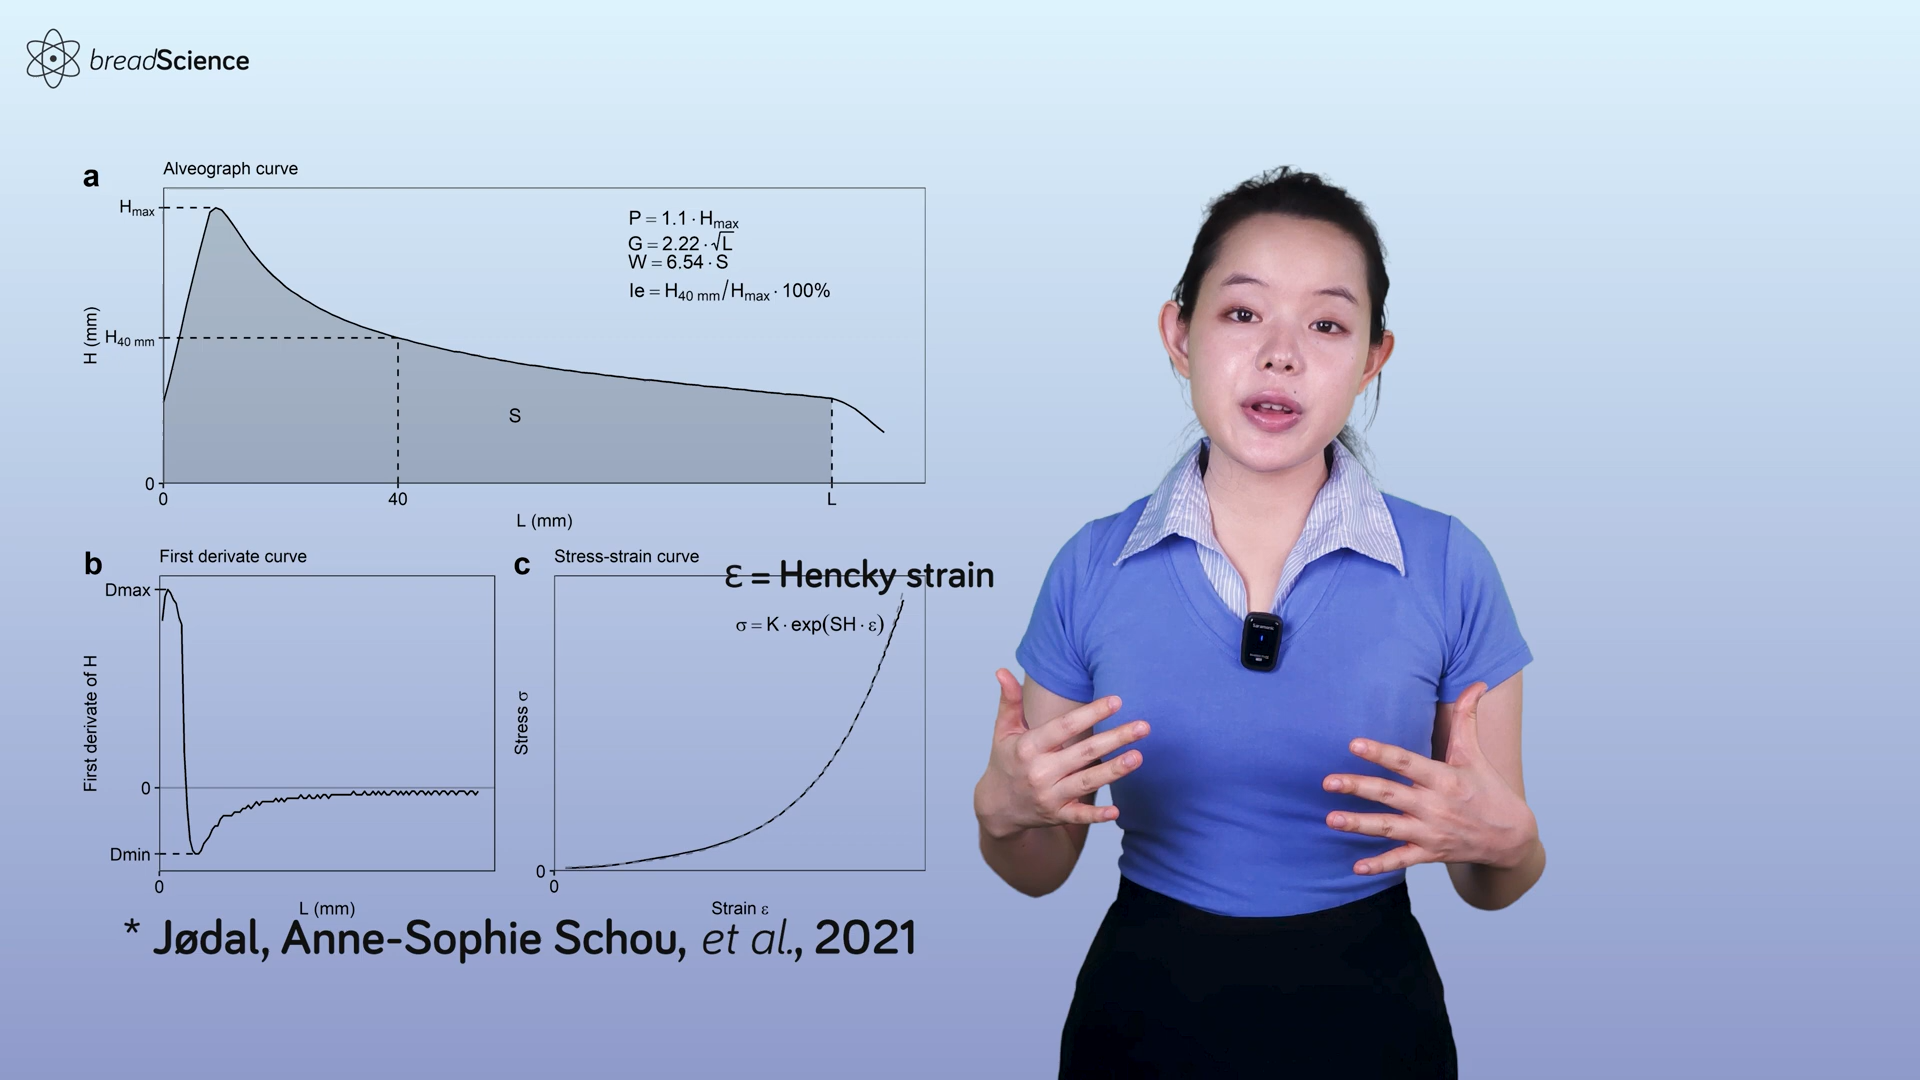 breadScience
a
Alveograph curve
Hmax
P = 1.1 · Hmax
G = 2.22 · √L
W = 6.54 · S
Ie = H40 mm/Hmax · 100%
H (mm)
H40 mm
S
0
0
40
L
L (mm)
b
First derivate curve
Dmax
First derivate of H
0
Dmin
0
L (mm)
c
Stress-strain curve
Ɛ = Hencky strain
σ = K · exp(SH · ε)
Stress σ
0
0
Strain ε
* Jødal, Anne-Sophie Schou, et al., 2021